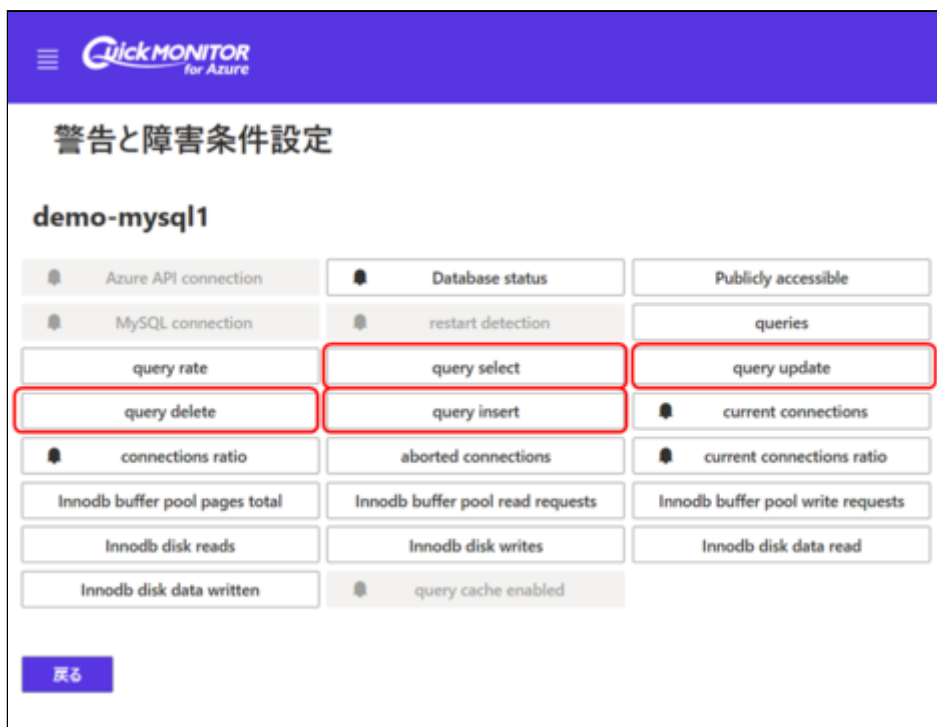 QuickMONITOR
for Azure
警告と障害条件設定
demo-mysql1
Azure API connection
Database status
Publicly accessible
MySQL connection
restart detection
queries
query rate
query select
query update
query delete
query insert
current connections
connections ratio
aborted connections
current connections ratio
Innodb buffer pool pages total
Innodb buffer pool read requests
Innodb buffer pool write requests
Innodb disk reads
Innodb disk writes
Innodb disk data read
Innodb disk data written
query cache enabled
戻る